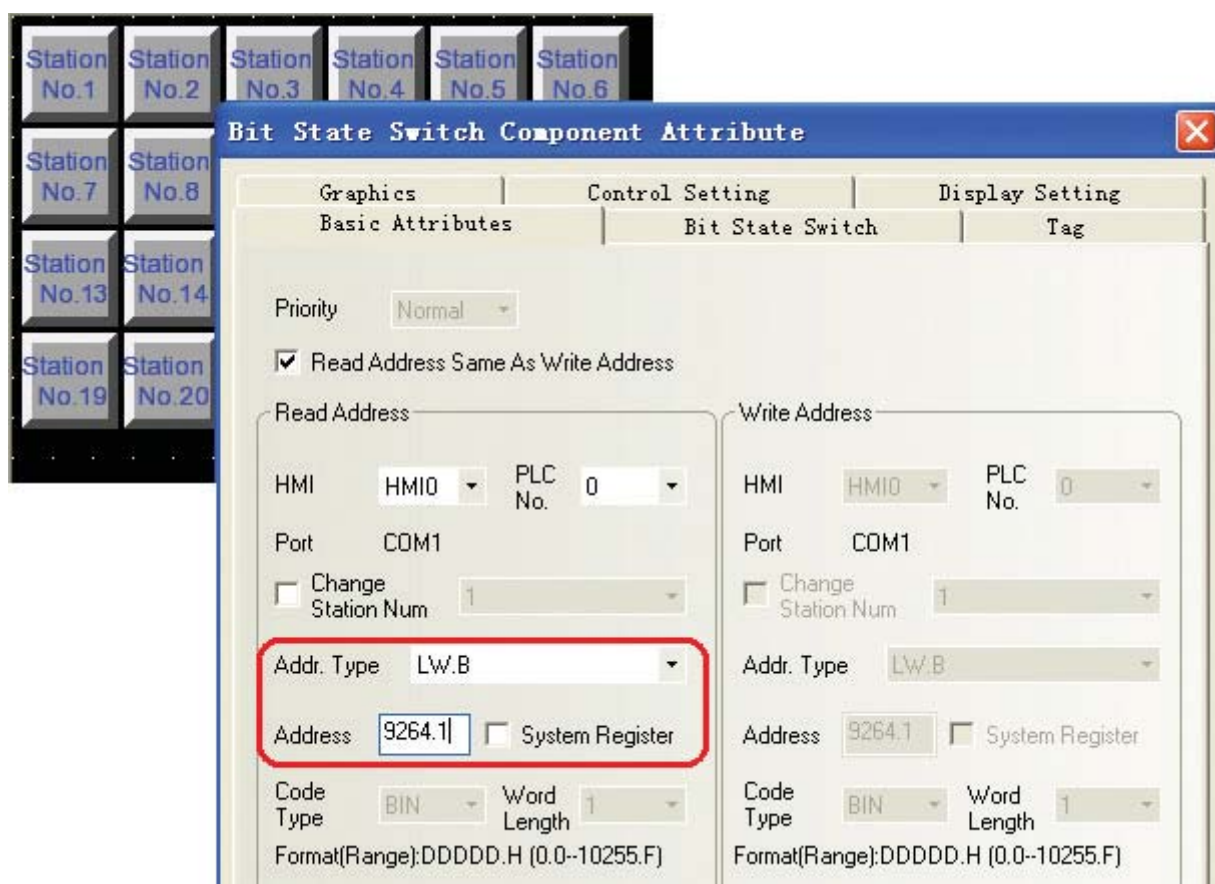 Station No.1
Station No.2
Station No.3
Station No.4
Station No.5
Station No.6
Station No.7
Station No.8
Station No.13
Station No.14
Station No.19
Station No.20
Bit State Switch Component Attribute
Graphics Control Setting Display Setting
Basic Attributes Bit State Switch Tag
Priority Normal
Read Address Same As Write Address
Read Address
HMI HMI0 PLC No. 0
Port COM1
Change Station Num 1
Addr. Type LW.B
Address 9264.1 System Register
Code Type BIN Word Length 1
Format(Range):DDDDD.H (0.0--10255.F)
Write Address
HMI HMI0 PLC No. 0
Port COM1
Change Station Num 1
Addr. Type LW.B
Address 9264.1 System Register
Code Type BIN Word Length 1
Format(Range):DDDDD.H (0.0--10255.F)